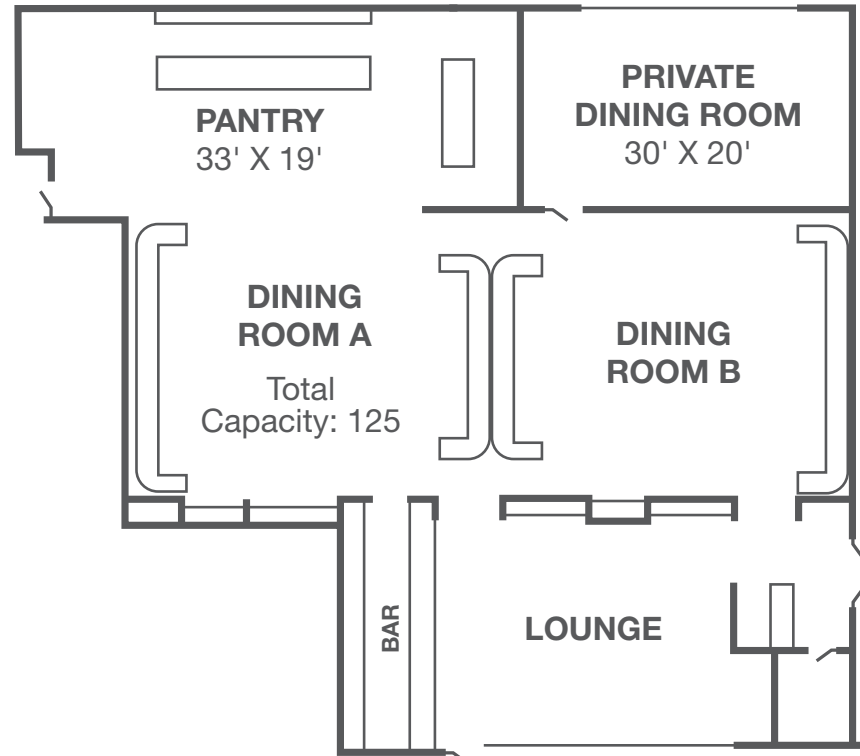 PANTRY
33' X 19'
PRIVATE
DINING ROOM
30' X 20'
DINING
ROOM A
Total
Capacity: 125
DINING
ROOM B
BAR
LOUNGE